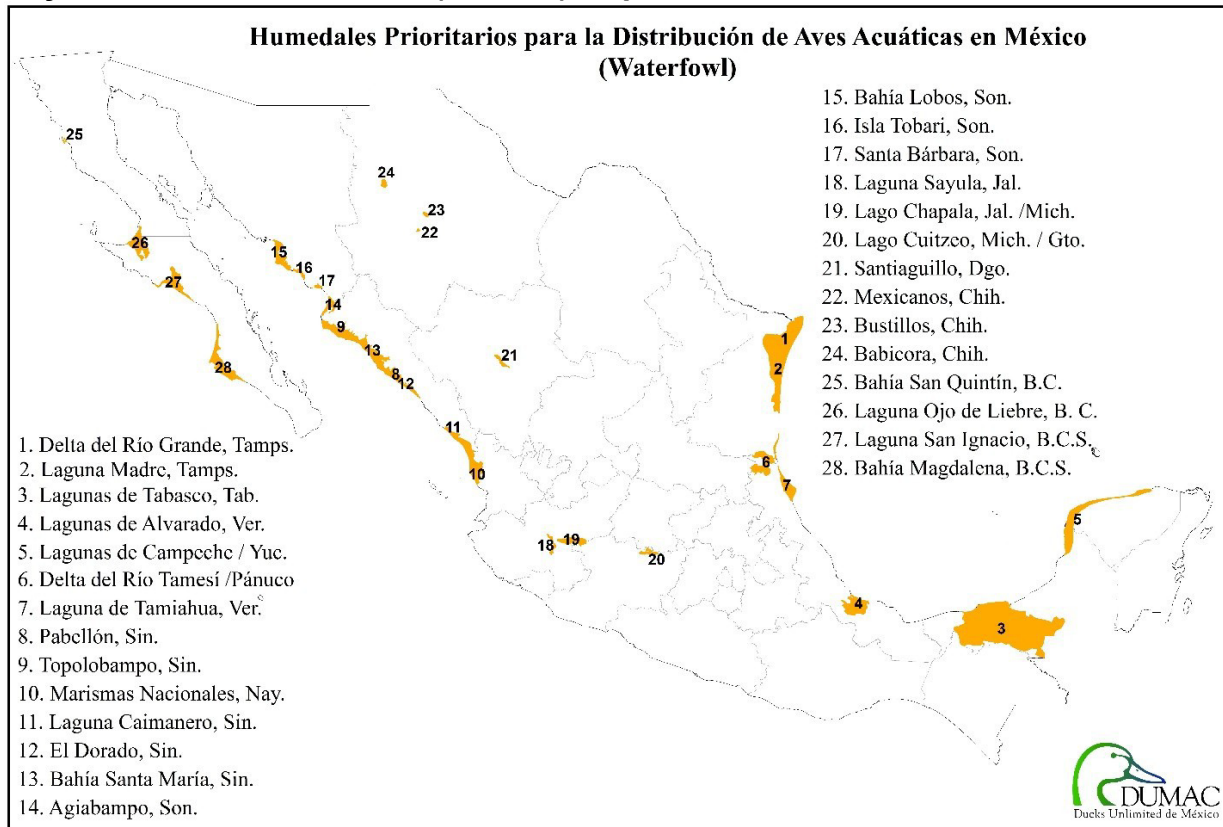 Humedales Prioritarios para la Distribución de Aves Acuáticas en México
(Waterfowl)
15. Bahía Lobos, Son.
16. Isla Tobari, Son.
17. Santa Bárbara, Son.
18. Laguna Sayula, Jal.
19. Lago Chapala, Jal. /Mich.
20. Lago Cuitzeo, Mich. / Gto.
21. Santiaguillo, Dgo.
22. Mexicanos, Chih.
23. Bustillos, Chih.
24. Babicora, Chih.
25. Bahía San Quintín, B.C.
26. Laguna Ojo de Liebre, B. C.
27. Laguna San Ignacio, B.C.S.
28. Bahía Magdalena, B.C.S.
25
24
23
22
26
15
16
27
17
14
9
1
13
21
2
28
8
12
11
6
10
7
5
18
19
20
4
3
1. Delta del Río Grande, Tamps.
2. Laguna Madre, Tamps.
3. Lagunas de Tabasco, Tab.
4. Lagunas de Alvarado, Ver.
5. Lagunas de Campeche / Yuc.
6. Delta del Río Tamesí /Pánuco
7. Laguna de Tamiahua, Ver.
8. Pabellón, Sin.
9. Topolobampo, Sin.
10. Marismas Nacionales, Nay.
11. Laguna Caimanero, Sin.
12. El Dorado, Sin.
13. Bahía Santa María, Sin.
14. Agiabampo, Son.
DUMAC
Ducks Unlimited de México